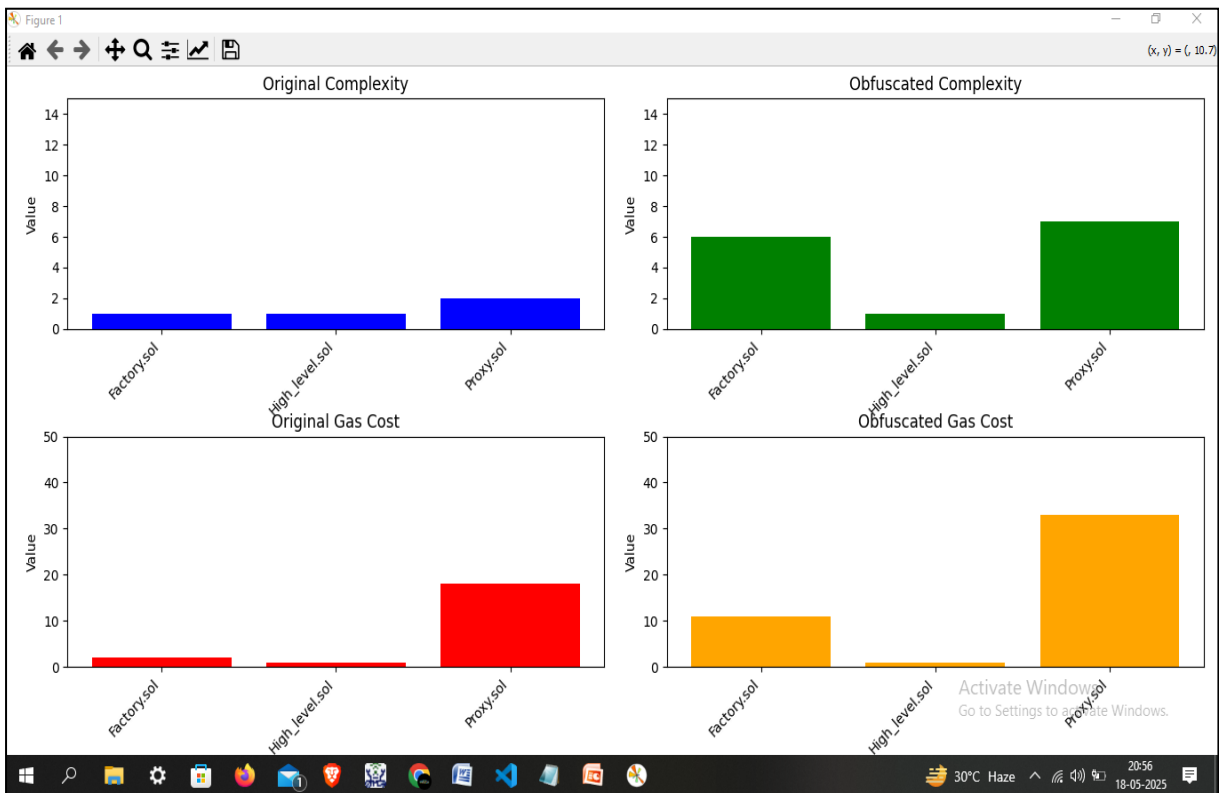 Figure 1
(x, y) = (, 10.7)
Original Complexity
Value
14
12
10
8
6
4
2
0
Factory.sol
High_level.sol
Proxy.sol
Obfuscated Complexity
Value
14
12
10
8
6
4
2
0
Factory.sol
High_level.sol
Proxy.sol
Original Gas Cost
Value
50
40
30
20
10
0
Factory.sol
High_level.sol
Proxy.sol
Obfuscated Gas Cost
Value
50
40
30
20
10
0
Factory.sol
High_level.sol
Proxy.sol
Activate Windows
Go to Settings to activate Windows.
1
30°C Haze
20:56
18-05-2025